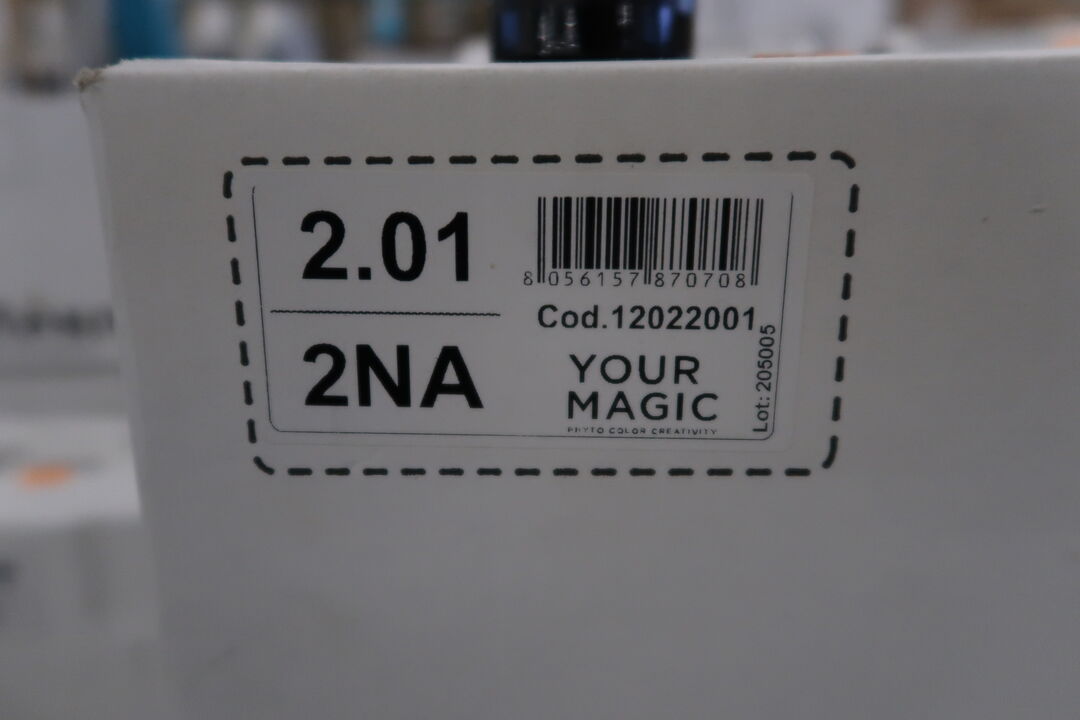 2.01
2NA
8 056157 870708
Cod.12022001
YOUR
MAGIC
PHYTO COLOR CREATIVITY
Lot: 205005